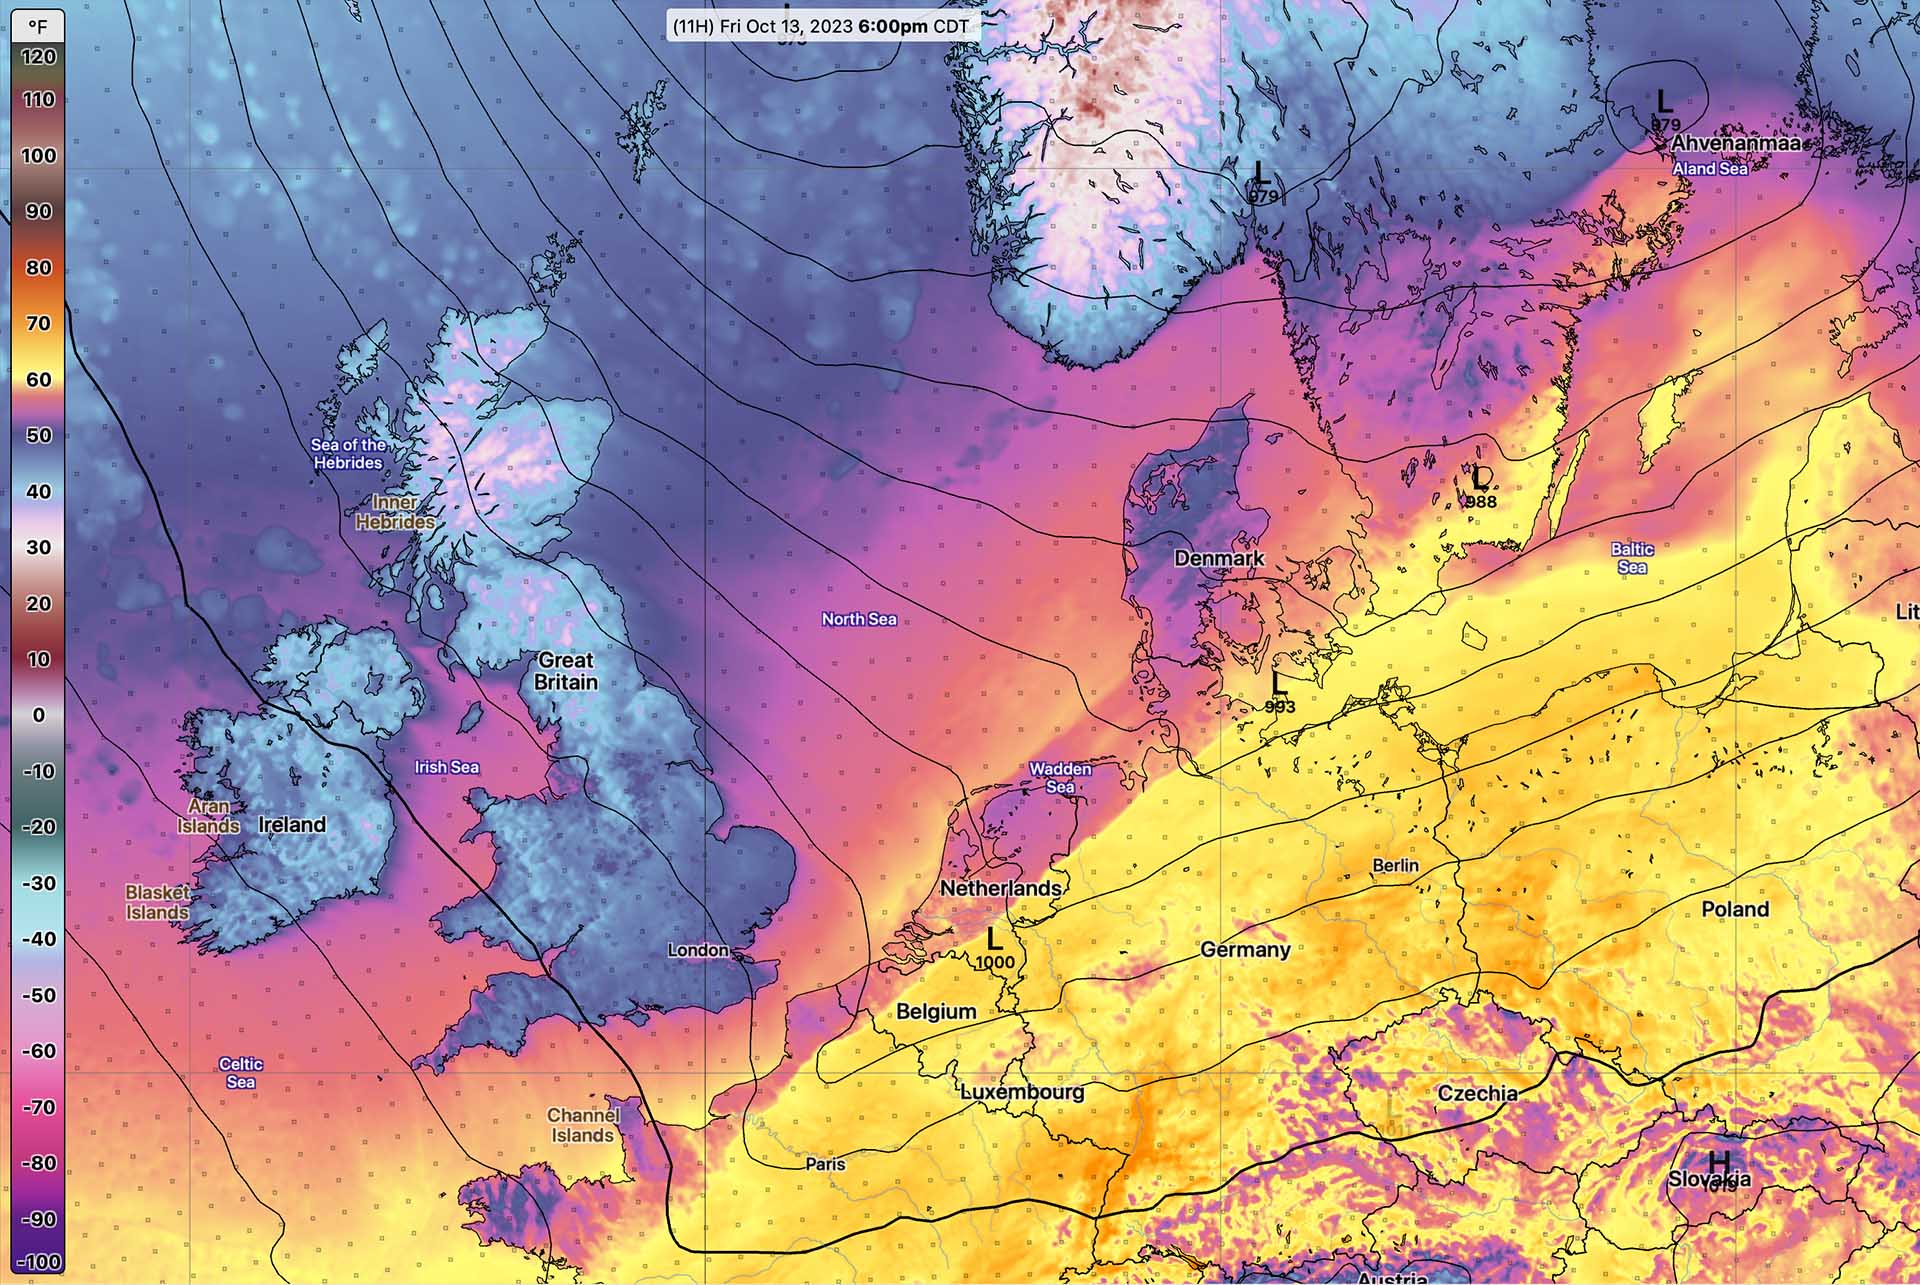 °F
(11H) Fri Oct 13, 2023 6:00pm CDT
120
110
100
90
80
70
60
50
40
30
20
10
0
-10
-20
-30
-40
-50
-60
-70
-80
-90
-100
L
979
Ahvenanmaa
Aland Sea
L
979
Sea of the
Hebrides
Inner
Hebrides
L
988
Denmark
Baltic
Sea
North Sea
Great
Britain
L
993
Irish Sea
Wadden
Sea
Aran
Islands
Ireland
Berlin
Netherlands
Blasket
Islands
Poland
London
Germany
L
1000
Belgium
Celtic
Sea
Luxembourg
Czechia
L
1011
Channel
Islands
Paris
H
Slovakia
Austria